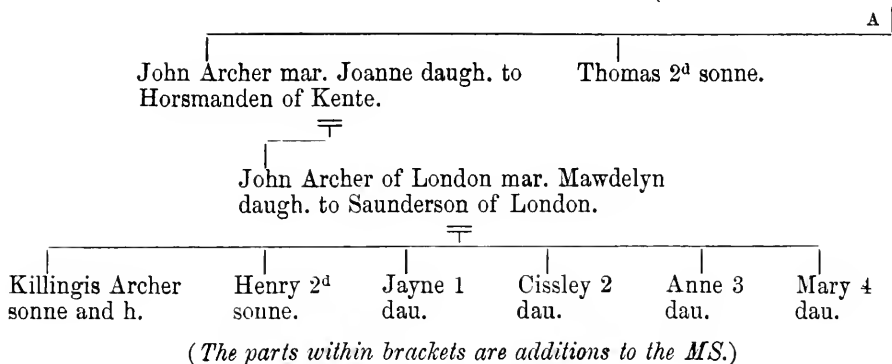 A
John Archer mar. Joanne daugh. to
Horsmanden of Kente.
Thomas 2d sonne.
John Archer of London mar. Mawdelyn
daugh. to Saunderson of London.
Killingis Archer
sonne and h.
Henry 2d
sonne.
Jayne 1
dau.
Cissley 2
dau.
Anne 3
dau.
Mary 4
dau.
(The parts within brackets are additions to the MS.)